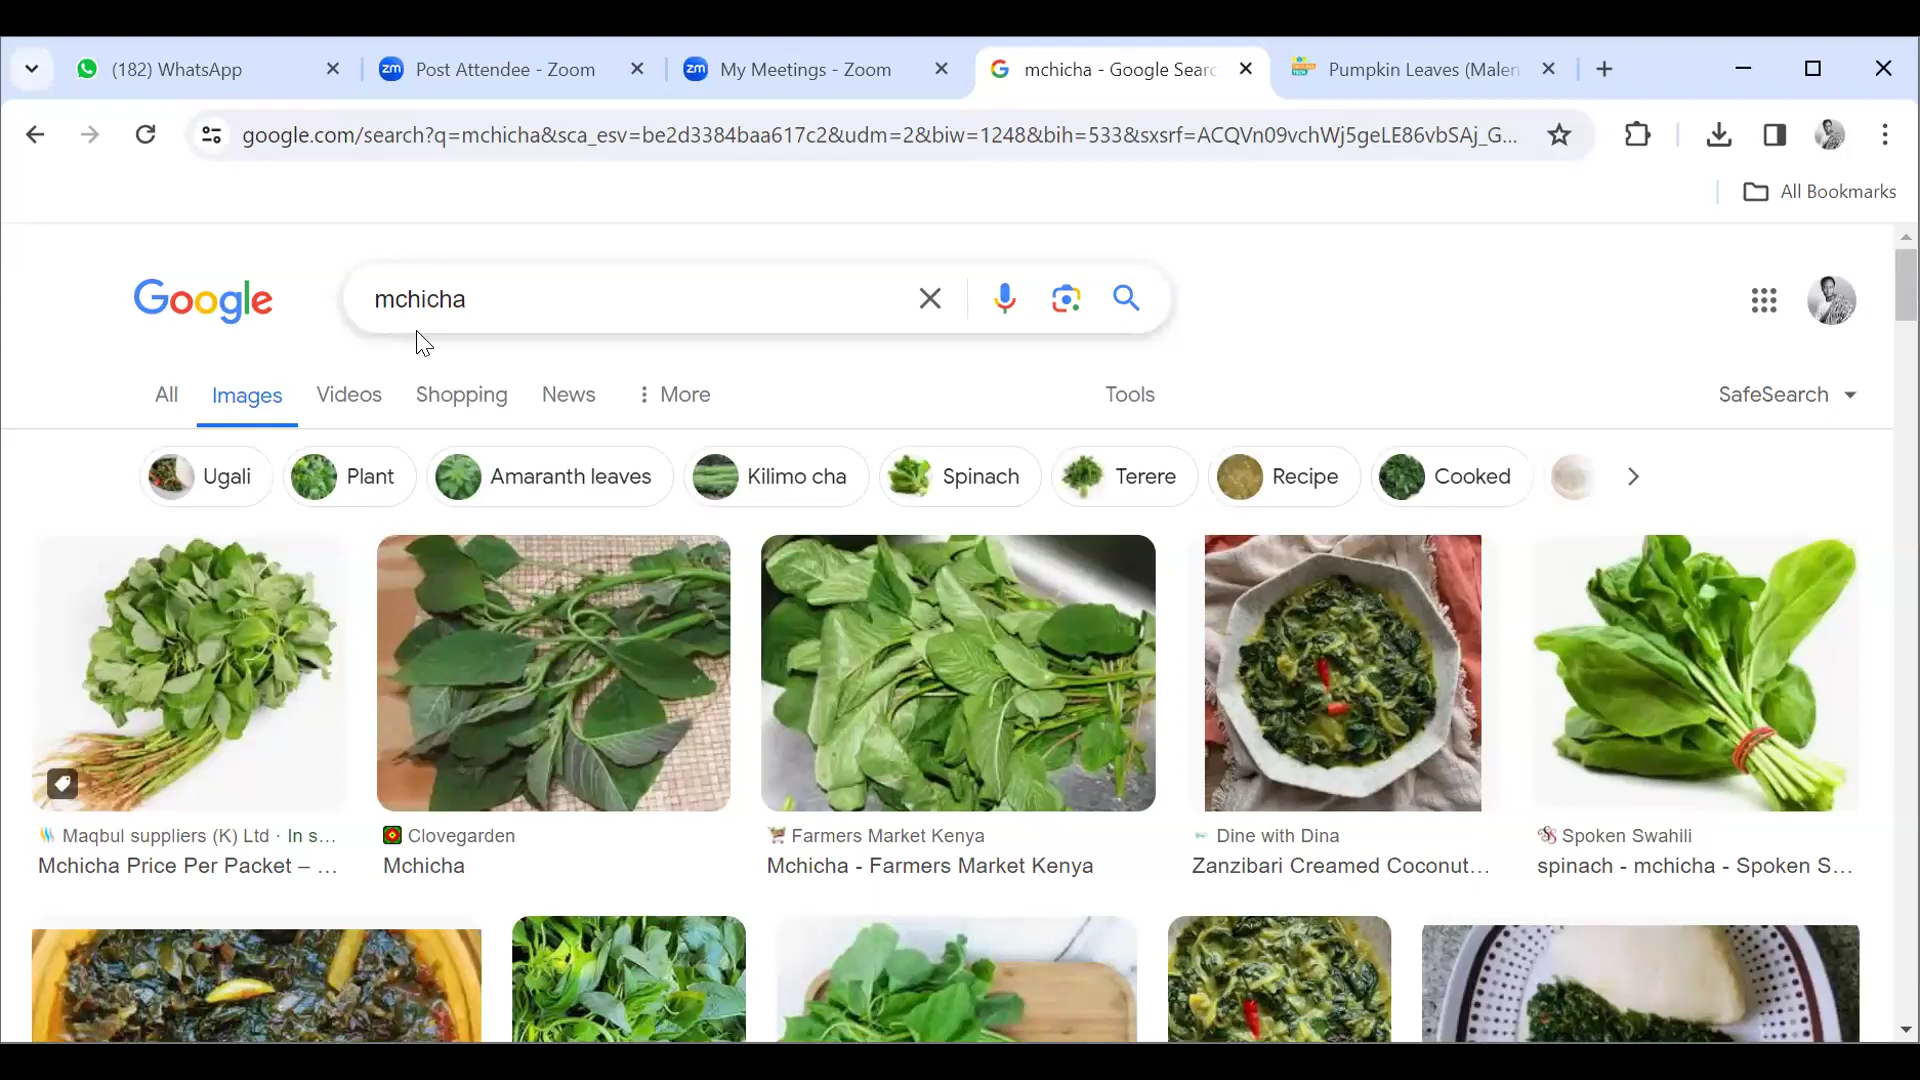 (182) WhatsApp
Post Attendee - Zoom
My Meetings - Zoom
mchicha - Google Searc
Pumpkin Leaves (Malen
google.com/search?q=mchicha&sca_esv=be2d3384baa617c2&udm=2&biw=1248&bih=533&sxsrf=ACQVn09vchWj5geLE86vbSAj_G...
All Bookmarks
Google
mchicha
All
Images
Videos
Shopping
News
More
Tools
SafeSearch
Ugali
Plant
Amaranth leaves
Kilimo cha
Spinach
Terere
Recipe
Cooked
Maqbul suppliers (K) Ltd · In s...
Mchicha Price Per Packet – ...
Clovegarden
Mchicha
Farmers Market Kenya
Mchicha - Farmers Market Kenya
Dine with Dina
Zanzibari Creamed Coconut...
Spoken Swahili
spinach - mchicha - Spoken S...